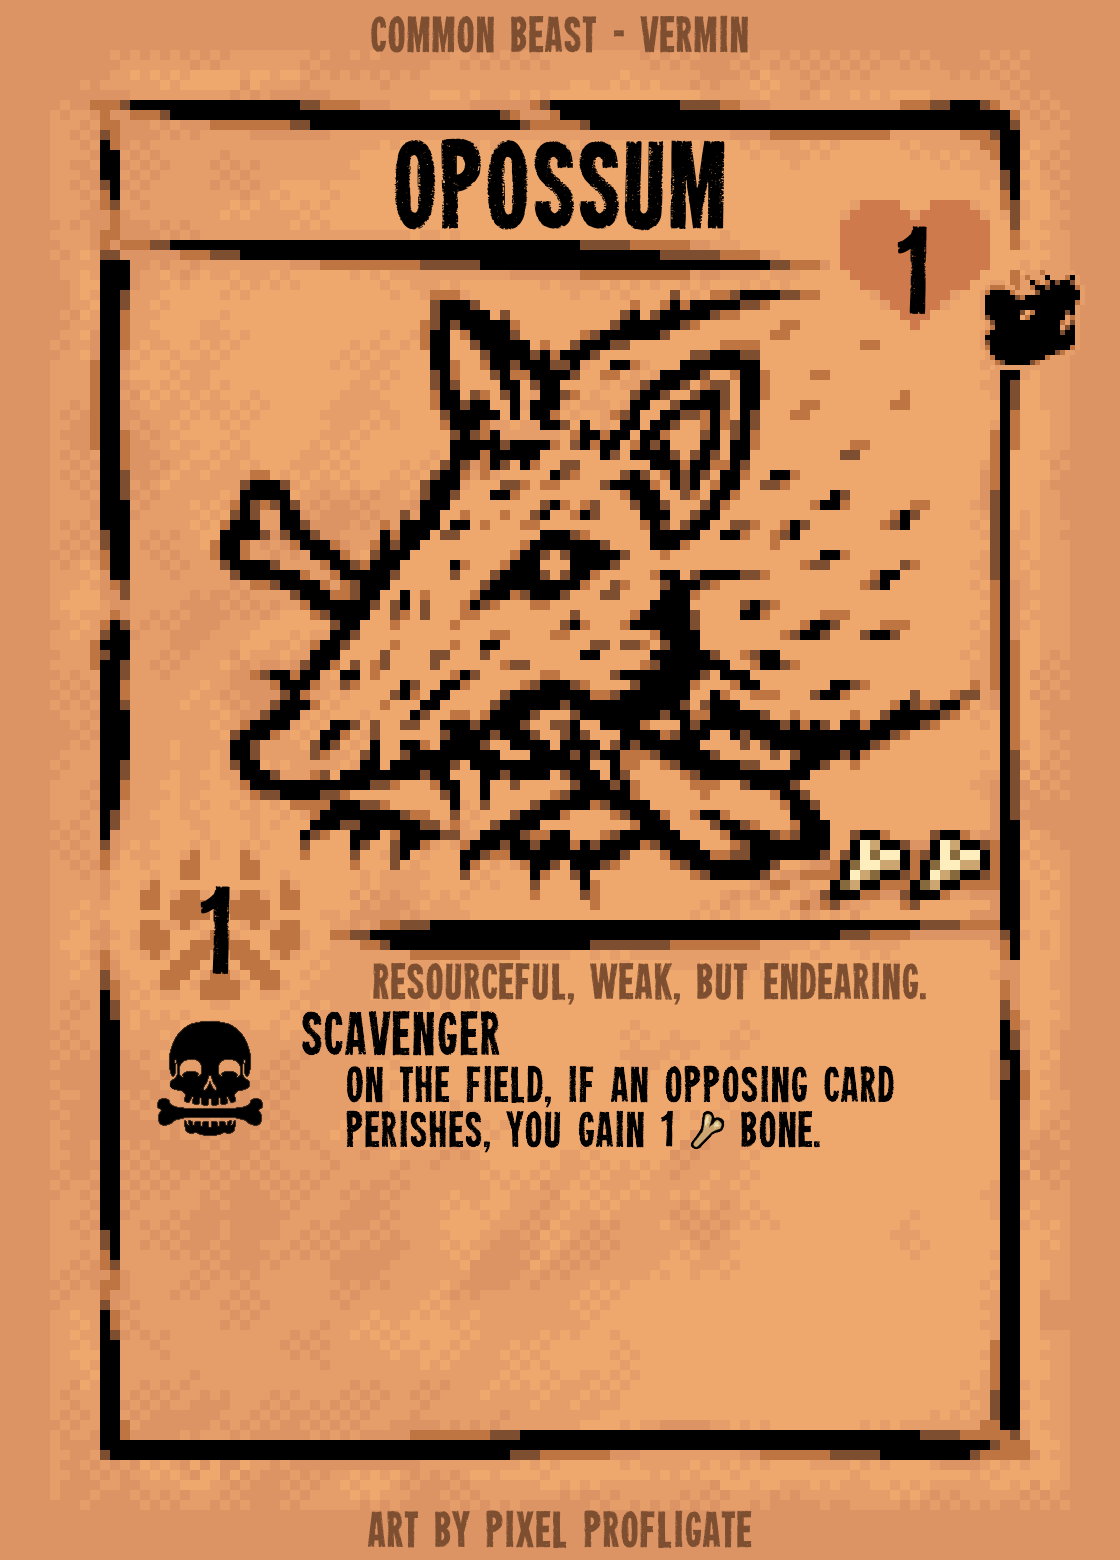 COMMON BEAST - VERMIN
OPOSSUM
1
1
RESOURCEFUL, WEAK, BUT ENDEARING.
SCAVENGER
ON THE FIELD, IF AN OPPOSING CARD
PERISHES, YOU GAIN 1 BONE.
ART BY PIXEL PROFLIGATE